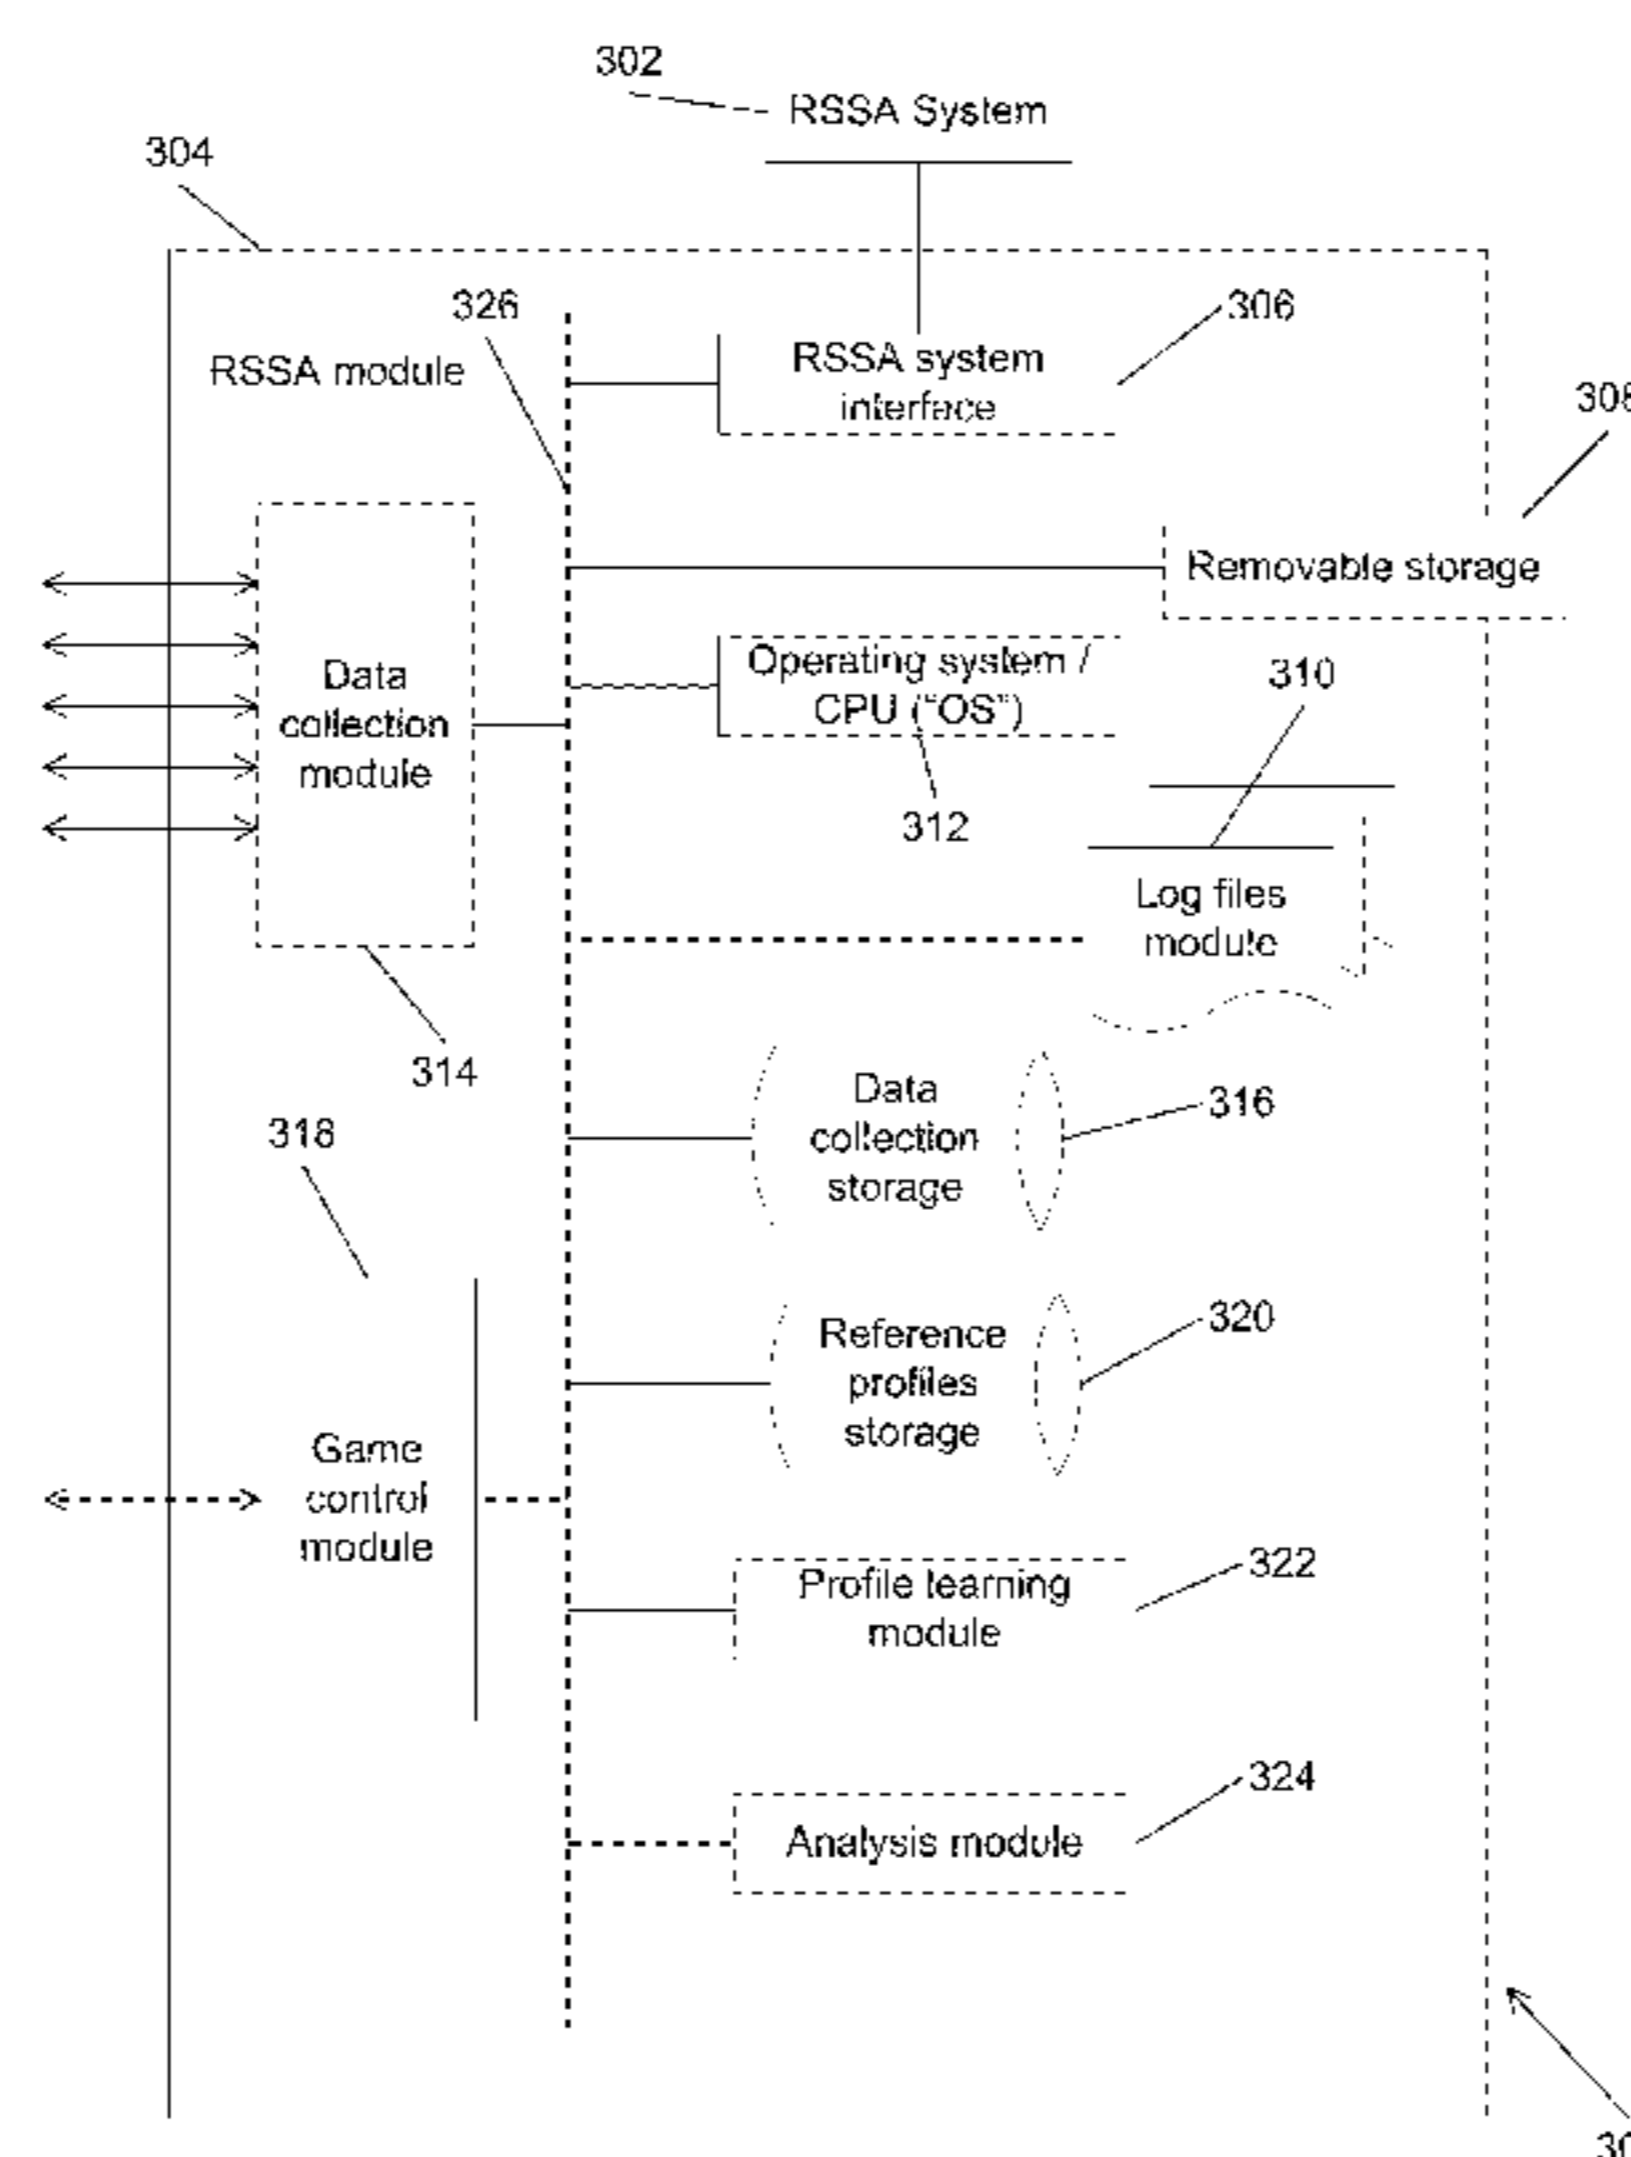 302
RSSA System
304
326
306
RSSA module
RSSA system
interface
308
Removable storage
Operating system /
CPU ("OS")
310
Data
collection
module
312
Log files
module
314
Data
collection
storage
316
318
Reference
profiles
storage
320
Game
control
module
Profile learning
module
322
324
Analysis module